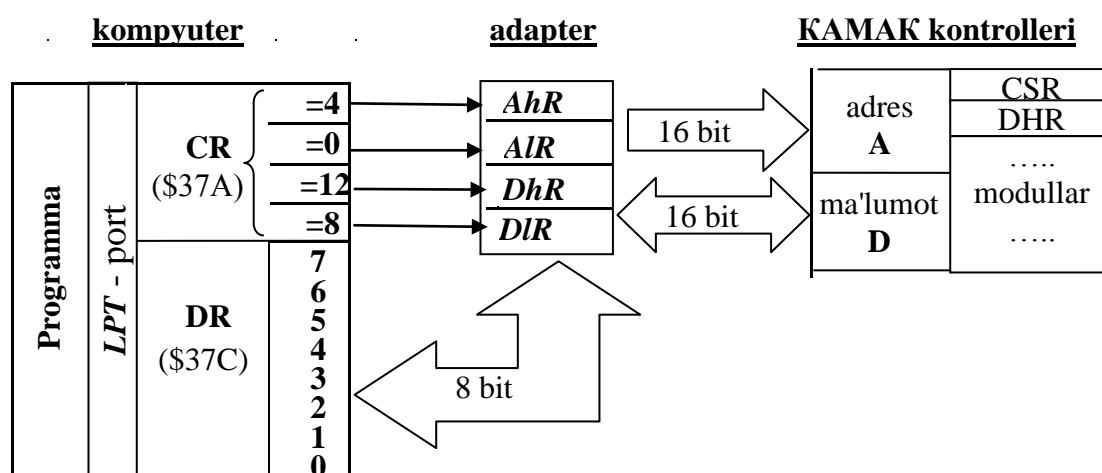 kompyuter
adapter
КАМАК kontrolleri
Programma
LPT - port
CR
($37A)
=4
=0
=12
=8
DR
($37C)
7
6
5
4
3
2
1
0
AhR
AlR
DhR
DlR
16 bit
16 bit
8 bit
adres
A
ma'lumot
D
CSR
DHR
…..
modullar
…..